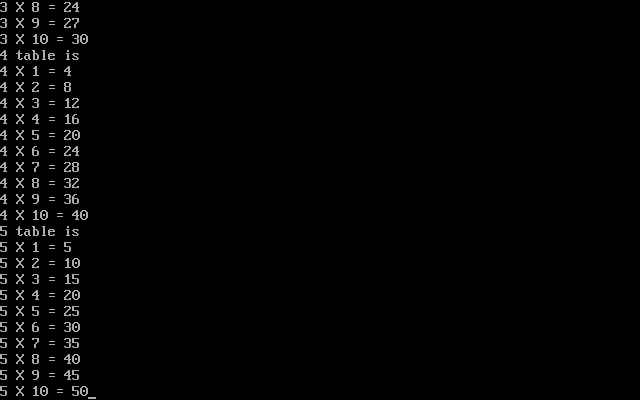 3 X 8 = 24
3 X 9 = 27
3 X 10 = 30
4 table is
4 X 1 = 4
4 X 2 = 8
4 X 3 = 12
4 X 4 = 16
4 X 5 = 20
4 X 6 = 24
4 X 7 = 28
4 X 8 = 32
4 X 9 = 36
4 X 10 = 40
5 table is
5 X 1 = 5
5 X 2 = 10
5 X 3 = 15
5 X 4 = 20
5 X 5 = 25
5 X 6 = 30
5 X 7 = 35
5 X 8 = 40
5 X 9 = 45
5 X 10 = 50_